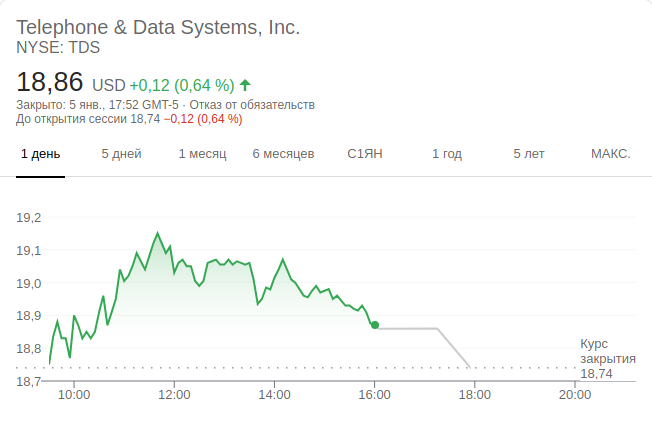 Telephone & Data Systems, Inc.
NYSE: TDS
18,86 USD +0,12 (0,64 %)
Закрыто: 5 янв., 17:52 GMT-5 · Отказ от обязательств
До открытия сессии 18,74 −0,12 (0,64 %)
1 день 5 дней 1 месяц 6 месяцев С1ЯН 1 год 5 лет МАКС.
19,2
19,1
19,0
18,9
18,8
18,7
Курс
закрытия
18,74
10:00 12:00 14:00 16:00 18:00 20:00